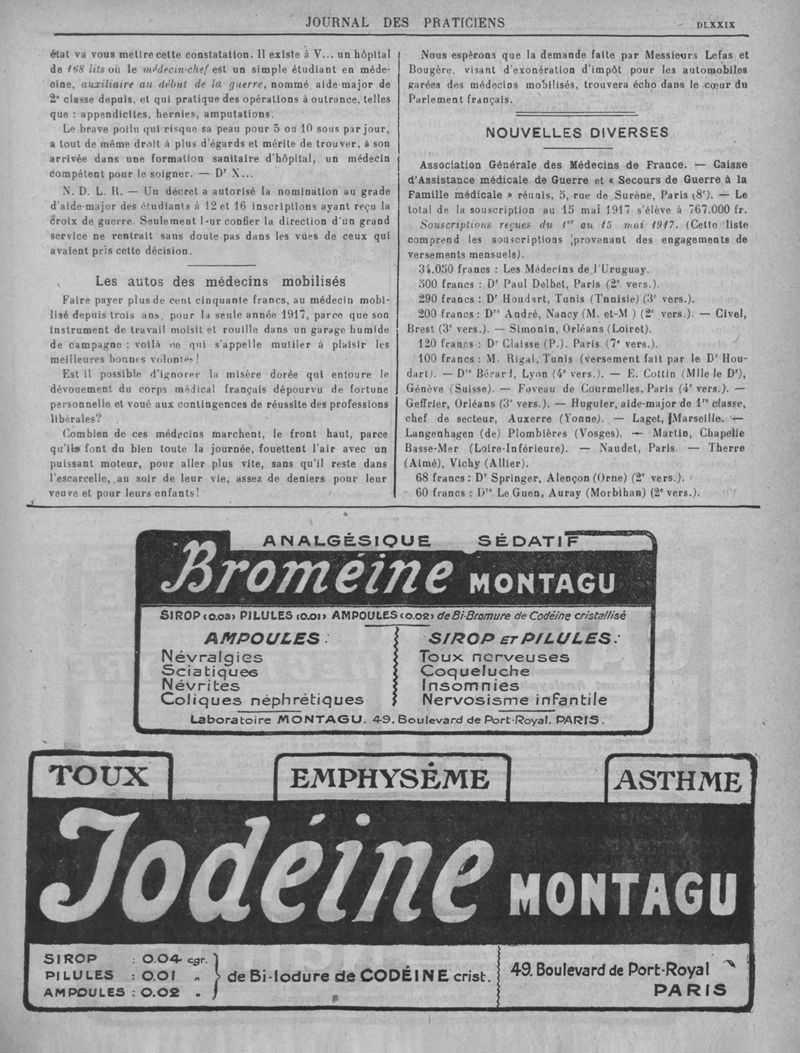 JOURNAL DES PRATICIENS
DLXXIX
état va vous mettre cette constatation. Il existe à V... un hôpital
de 168 lits où le médecin-chef est un simple étudiant en méde-
cine, auxiliaire au début de la guerre, nommé aide-major de
2e classe depuis, et qui pratique des opérations à outrance, telles
que : appendicites, hernies, amputations.
Le brave poilu qui risque sa peau pour 5 ou 10 sous par jour,
a tout de même droit à plus d'égards et mérite de trouver, à son
arrivée dans une formation sanitaire d'hôpital, un médecin
compétent pour le soigner. — Dr X...
N. D. L. R. — Un décret a autorisé la nomination au grade
d'aide-major des étudiants à 12 et 16 inscriptions ayant reçu la
croix de guerre. Seulement leur confier la direction d'un grand
service ne rentrait sans doute pas dans les vues de ceux qui
avaient pris cette décision.
Les autos des médecins mobilisés
Faire payer plus de cent cinquante francs, au médecin mobi-
lisé depuis trois ans, pour la seule année 1917, parce que son
instrument de travail moisit et rouille dans un garage humide
de campagne : voilà ce qui s'appelle mutiler à plaisir les
meilleures bonnes volontés !
Est il possible d'ignorer la misère dorée qui entoure le
dévouement du corps médical français dépourvu de fortune
personnelle et voué aux contingences de réussite des professions
libérales?
Combien de ces médecins marchent, le front haut, parce
qu'ils font du bien toute la journée, fouettent l'air avec un
puissant moteur, pour aller plus vite, sans qu'il reste dans
l'escarcelle, au soir de leur vie, assez de deniers pour leur
veuve et pour leurs enfants!
Nous espérons que la demande faite par Messieurs Lefas et
Bougère, visant d'exonération d'impôt pour les automobiles
garées des médecins mobilisés, trouvera écho dans le cœur du
Parlement français.
NOUVELLES DIVERSES
Association Générale des Médecins de France. — Caisse
d'Assistance médicale de Guerre et « Secours de Guerre à la
Famille médicale » réunis, 5, rue de Surène, Paris (8e). — Le
total de la souscription au 15 mai 1917 s'élève à 767.000 fr.
Souscriptions reçues du 1er au 15 mai 1917. (Cette liste
comprend les souscriptions provenant des engagements de
versements mensuels).
34.050 francs : Les Médecins de l'Uruguay.
500 francs : Dr Paul Delbet, Paris (2e vers.).
290 francs : Dr Houdart, Tunis (Tunisie) (3e vers.).
200 francs : Drs André, Nancy (M. et-M ) (2e vers.). — Civel,
Brest (3e vers.). — Simonin, Orléans (Loiret).
120 francs : Dr Claisse (P.). Paris (7e vers.).
100 francs : M. Rigal, Tunis (versement fait par le Dr Hou-
dart). — Drs Bérard, Lyon (4e vers.). — E. Cottin (Mlle le Dr),
Génève (Suisse). — Foveau de Courmelles, Paris (4e vers.). —
Geffrier, Orléans (3e vers.). — Huguier, aide-major de 1re classe,
chef de secteur, Auxerre (Yonne). — Laget, Marseille. —
Langenhagen (de) Plombières (Vosges). — Martin, Chapelle
Basse-Mer (Loire-Inférieure). — Naudet, Paris. — Therre
(Aimé), Vichy (Allier).
68 francs : Dr Springer, Alençon (Orne) (2e vers.).
60 francs : Drs Le Guen, Auray (Morbihan) (2e vers.).
ANALGÉSIQUE SÉDATIF
Broméine MONTAGU
SIROP (0.03) PILULES (0.01) AMPOULES (0.02) de Bi-Bromure de Codéine cristallisé
AMPOULES :
Névralgies
Sciatiques
Névrites
Coliques néphrétiques
SIROP ET PILULES :
Toux nerveuses
Coqueluche
Insomnies
Nervosisme infantile
Laboratoire MONTAGU, 49, Boulevard de Port-Royal, PARIS.
TOUX
EMPHYSÈME
ASTHME
Iodéine MONTAGU
SIROP : 0.04 cgr.
PILULES : 0.01 "
AMPOULES : 0.02 "
de Bi-Iodure de CODÉINE crist.
49, Boulevard de Port-Royal
PARIS